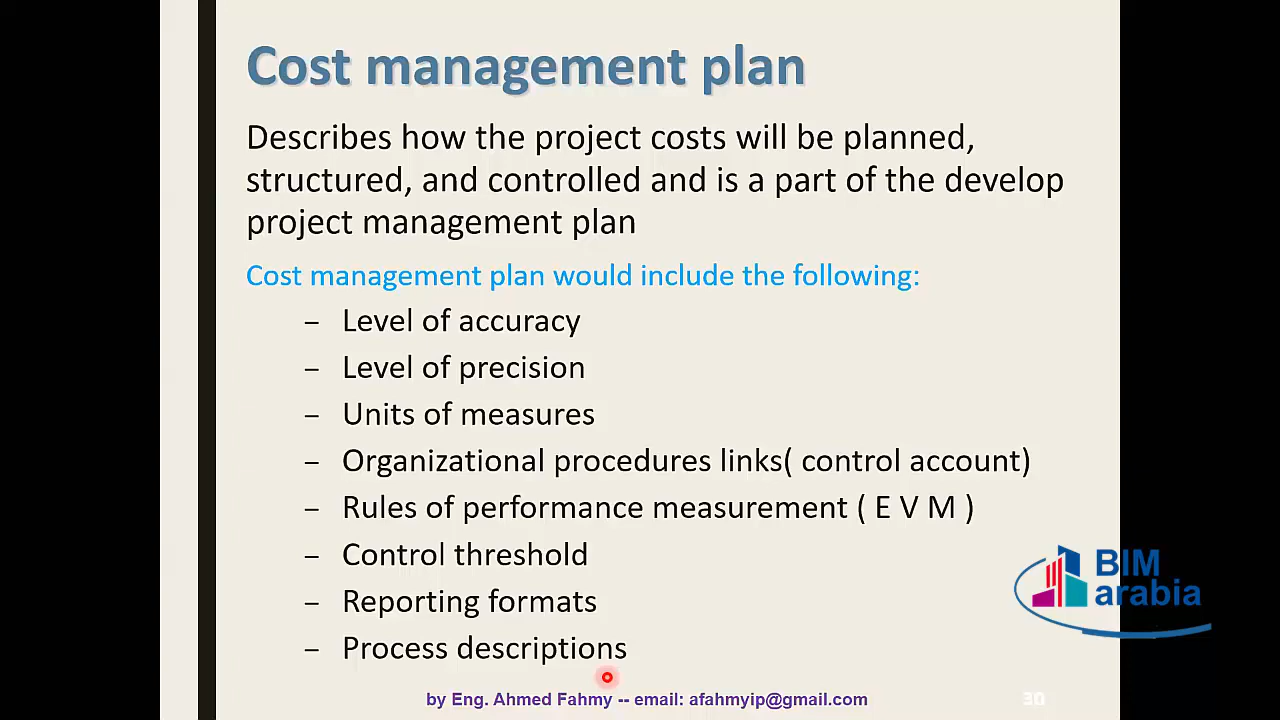 Cost management plan
Describes how the project costs will be planned,
structured, and controlled and is a part of the develop
project management plan
Cost management plan would include the following:
– Level of accuracy
– Level of precision
– Units of measures
– Organizational procedures links( control account)
– Rules of performance measurement ( E V M )
– Control threshold
– Reporting formats
– Process descriptions
BIM
arabia
by Eng. Ahmed Fahmy -- email: afahmyip@gmail.com
30